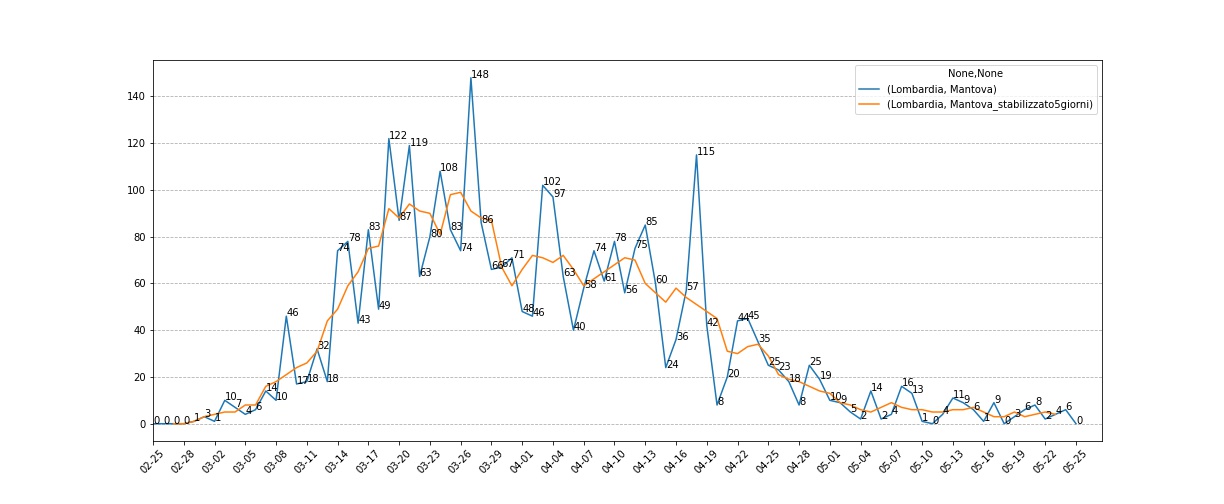 None,None
(Lombardia, Mantova)
(Lombardia, Mantova_stabilizzato5giorni)
140
120
100
80
60
40
20
0
0 0 0 0 1 3 1 10 7 4 6 14 10 46 17 18 32 18 74 78 43 83 49 122 87 119 63 80 108 83 74 148 86 66 67 71 48 46 102 97 63 40 58 74 61 78 56 75 85 60 24 36 57 115 42 8 20 44 45 35 25 23 18 8 25 19 10 9 5 2 14 2 4 16 13 1 0 4 11 9 6 1 9 0 3 6 8 2 4 6 0
02-25 02-28 03-02 03-05 03-08 03-11 03-14 03-17 03-20 03-23 03-26 03-29 04-01 04-04 04-07 04-10 04-13 04-16 04-19 04-22 04-25 04-28 05-01 05-04 05-07 05-10 05-13 05-16 05-19 05-22 05-25